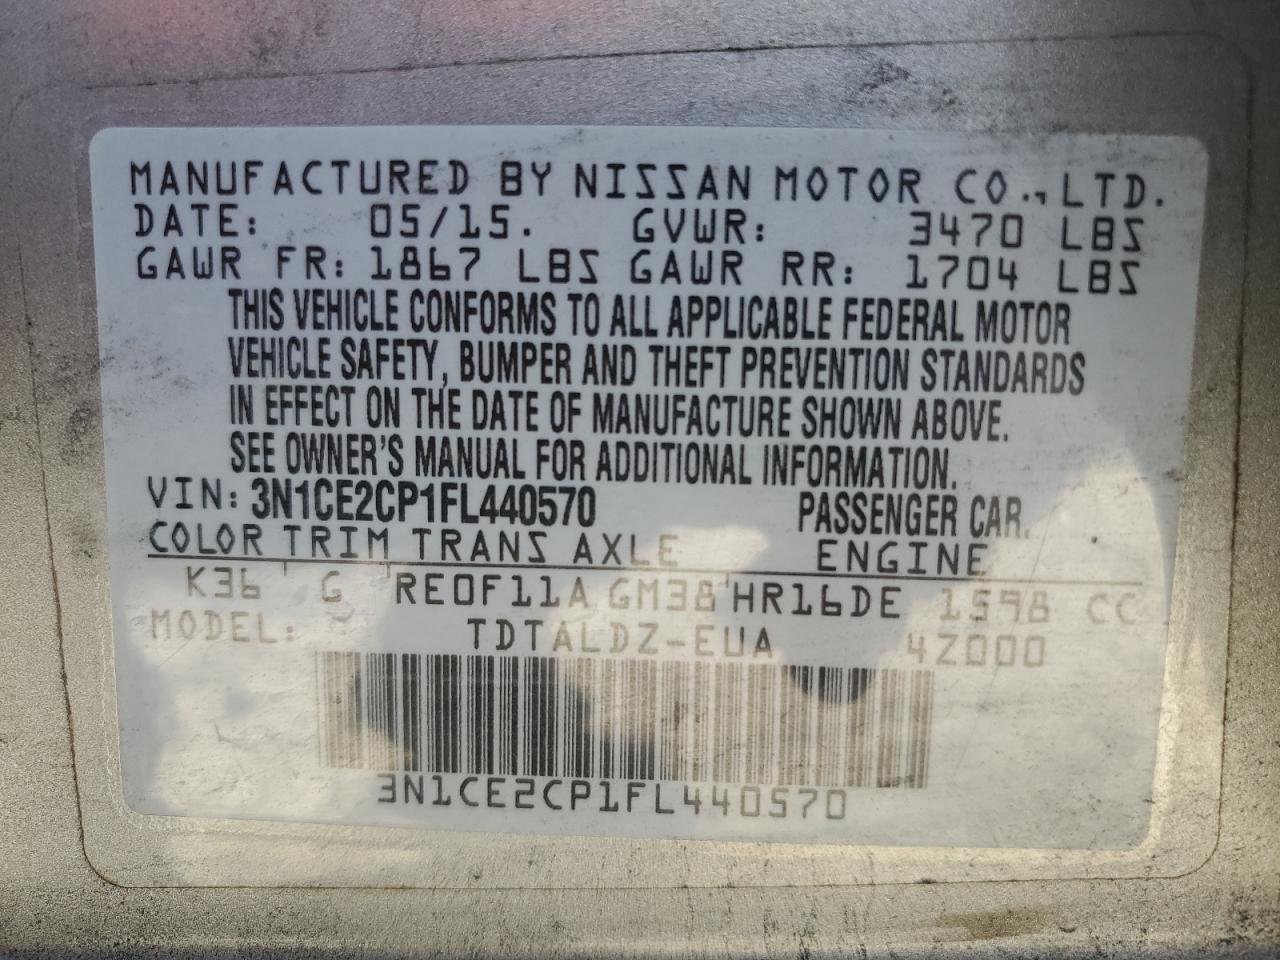 MANUFACTURED BY NISSAN MOTOR CO., LTD.
DATE: 05/15. GVWR: 3470 LBS
GAWR FR: 1867 LBS GAWR RR: 1704 LBS
THIS VEHICLE CONFORMS TO ALL APPLICABLE FEDERAL MOTOR
VEHICLE SAFETY, BUMPER AND THEFT PREVENTION STANDARDS
IN EFFECT ON THE DATE OF MANUFACTURE SHOWN ABOVE.
SEE OWNER'S MANUAL FOR ADDITIONAL INFORMATION.
VIN: 3N1CE2CP1FL440570 PASSENGER CAR.
COLOR TRIM TRANS AXLE ENGINE
K36 ' G 'RE0F11A GM38'HR16DE 1598 CC
MODEL: TDTALDZ-EUA 4Z000
3N1CE2CP1FL440570